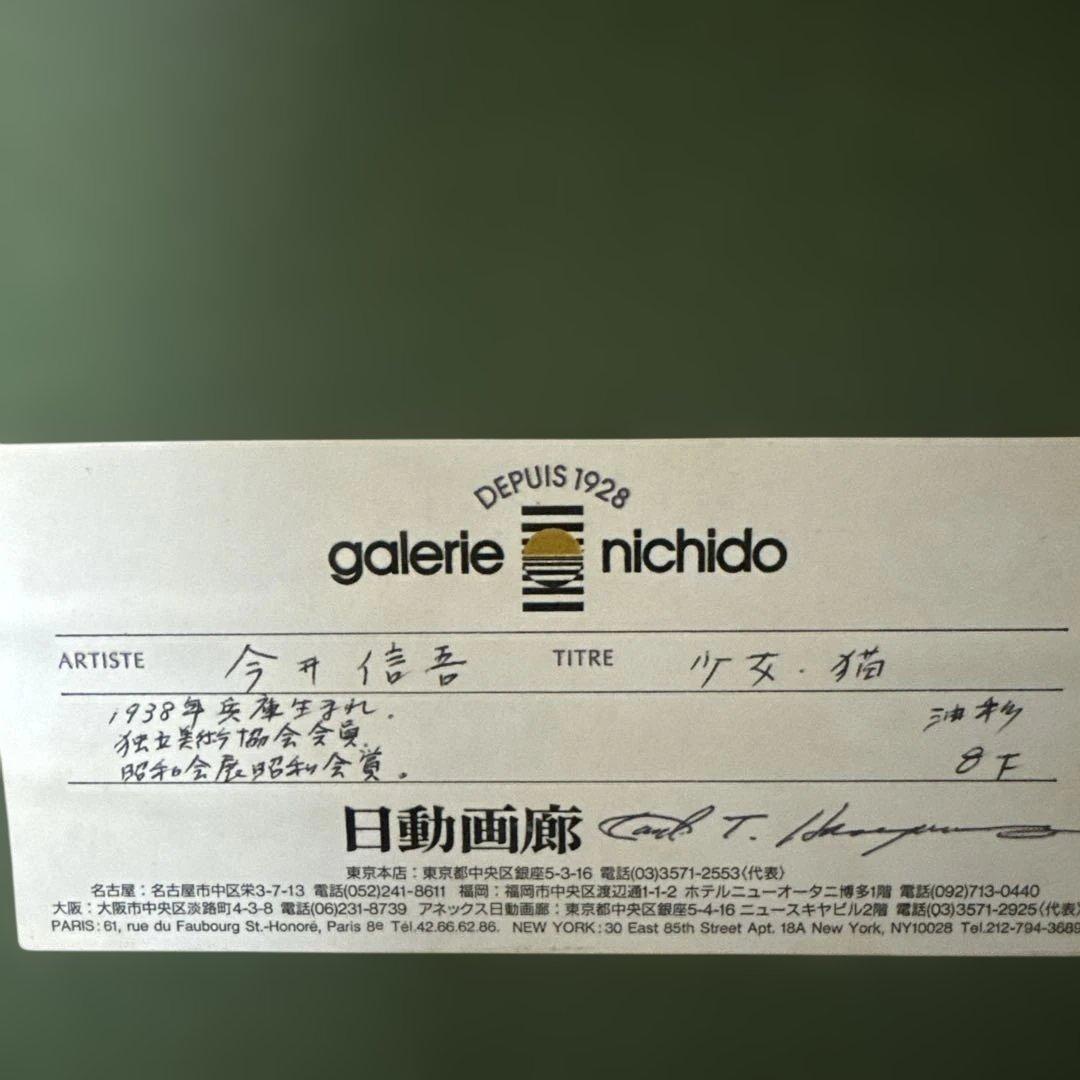 DEPUIS 1928
galerie nichido
ARTISTE 今井信吾 TITRE 少女・猫
1938年兵庫生まれ. 油彩
独立美術協会会員.
昭和会展昭和会賞。 8F
日動画廊
東京本店：東京都中央区銀座5-3-16 電話(03)3571-2553〈代表〉
名古屋：名古屋市中区栄3-7-13 電話(052)241-8611 福岡：福岡市中央区渡辺通1-1-2 ホテルニューオータニ博多1階 電話(092)713-0440
大阪：大阪市中央区淡路町4-3-8 電話(06)231-8739 アネックス日動画廊：東京都中央区銀座5-4-16 ニュースキヤビル2階 電話(03)3571-2925〈代表〉
PARIS：61, rue du Faubourg St.-Honoré, Paris 8e Tél.42.66.62.86. NEW YORK：30 East 85th Street Apt. 18A New York, NY10028 Tel.212-794-3689